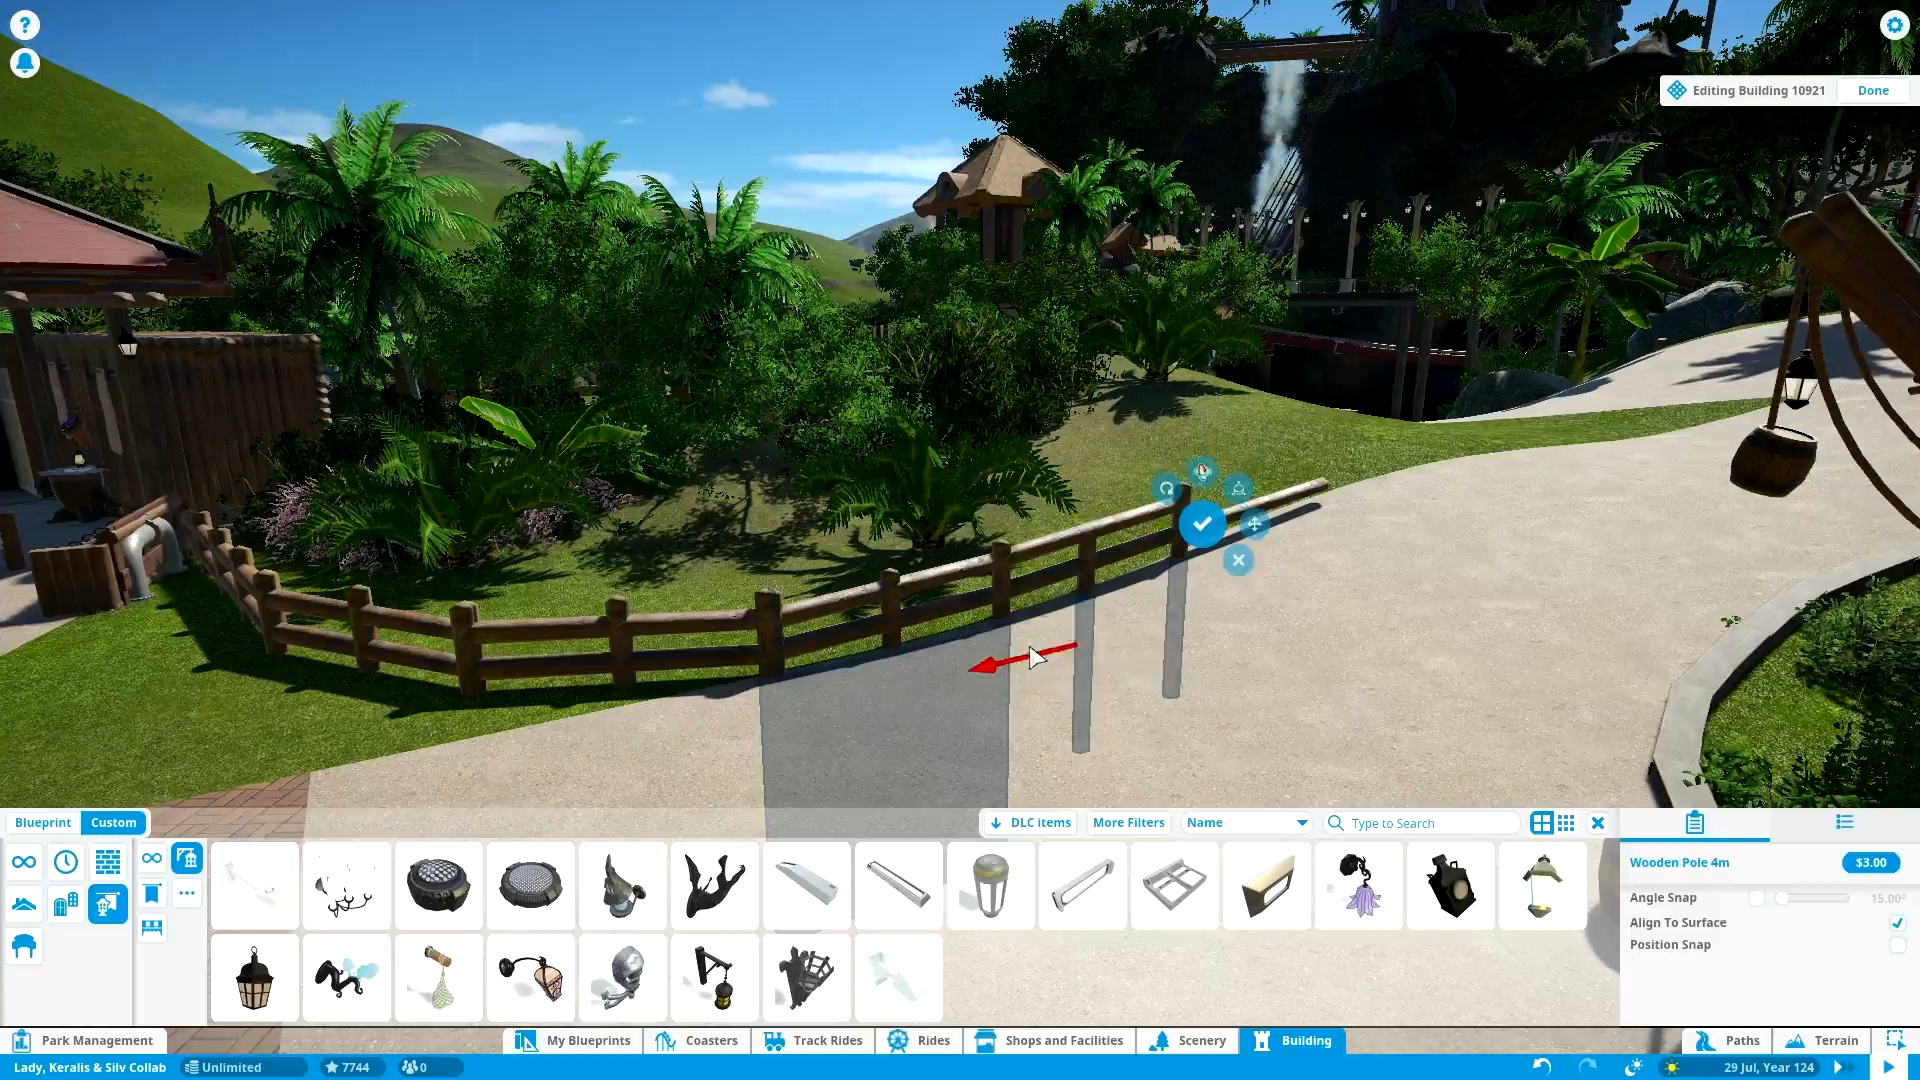 ?
Editing Building 10921
Done
Blueprint
Custom
DLC items
More Filters
Name
Type to Search
Wooden Pole 4m
$3.00
Angle Snap
15.00°
Align To Surface
Position Snap
Park Management
My Blueprints
Coasters
Track Rides
Rides
Shops and Facilities
Scenery
Building
Paths
Terrain
Lady, Keralis & Silv Collab
Unlimited
7744
0
29 Jul, Year 124